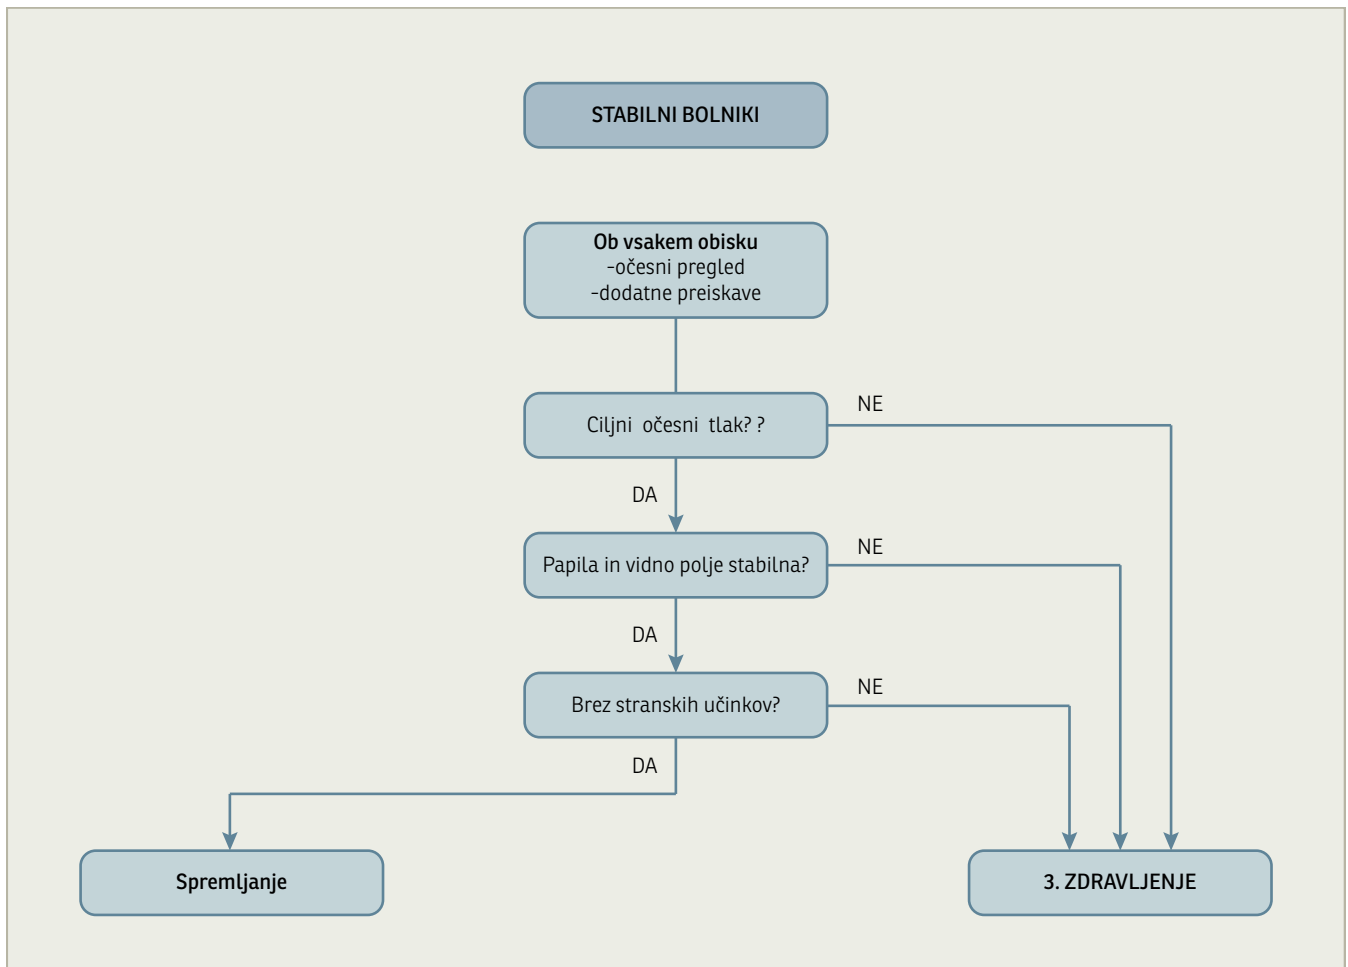 STABILNI BOLNIKI
Ob vsakem obisku
-očesni pregled
-dodatne preiskave
Ciljni očesni tlak? ?
NE
DA
Papila in vidno polje stabilna?
NE
DA
Brez stranskih učinkov?
NE
DA
Spremljanje
3. ZDRAVLJENJE